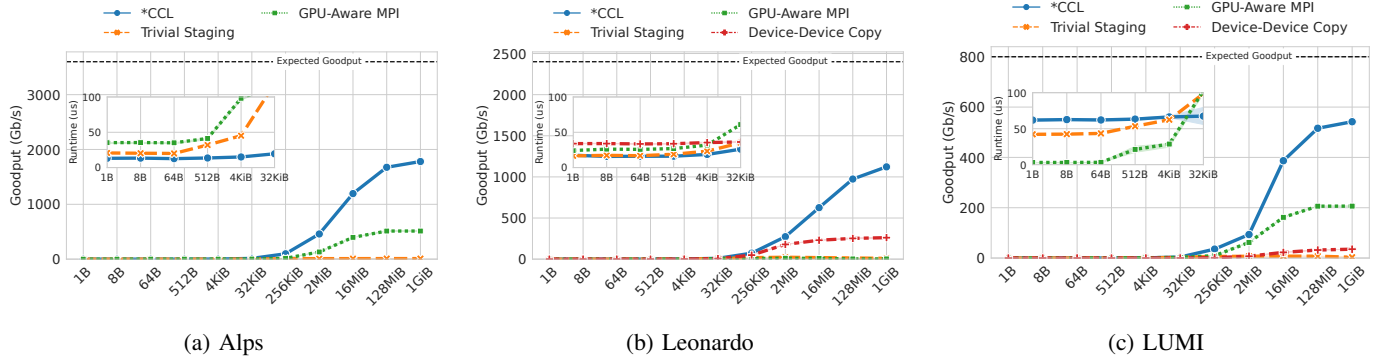 *CCL
GPU-Aware MPI
Trivial Staging
Expected Goodput
Goodput (Gb/s)
3000
2000
1000
0
Runtime (us)
100
50
0
1B 8B 64B 512B 4KiB 32KiB
1B 8B 64B 512B 4KiB 32KiB 256KiB 2MiB 16MiB 128MiB 1GiB
(a) Alps
*CCL
GPU-Aware MPI
Trivial Staging
Device-Device Copy
Expected Goodput
Goodput (Gb/s)
2500
2000
1500
1000
500
0
Runtime (us)
100
50
0
1B 8B 64B 512B 4KiB 32KiB
1B 8B 64B 512B 4KiB 32KiB 256KiB 2MiB 16MiB 128MiB 1GiB
(b) Leonardo
*CCL
GPU-Aware MPI
Trivial Staging
Device-Device Copy
Expected Goodput
Goodput (Gb/s)
800
600
400
200
0
Runtime (us)
100
50
0
1B 8B 64B 512B 4KiB 32KiB
1B 8B 64B 512B 4KiB 32KiB 256KiB 2MiB 16MiB 128MiB 1GiB
(c) LUMI